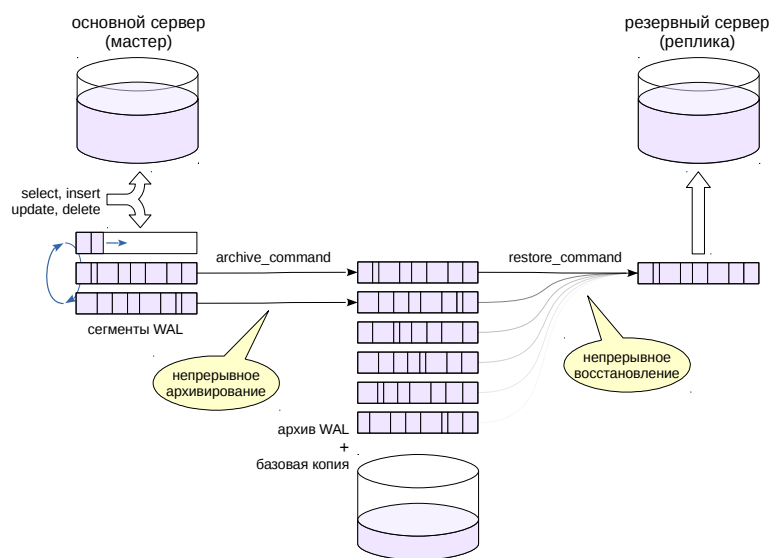 основной сервер
(мастер)
резервный сервер
(реплика)
select, insert
update, delete
archive_command
restore_command
сегменты WAL
непрерывное
архивирование
непрерывное
восстановление
архив WAL
+
базовая копия